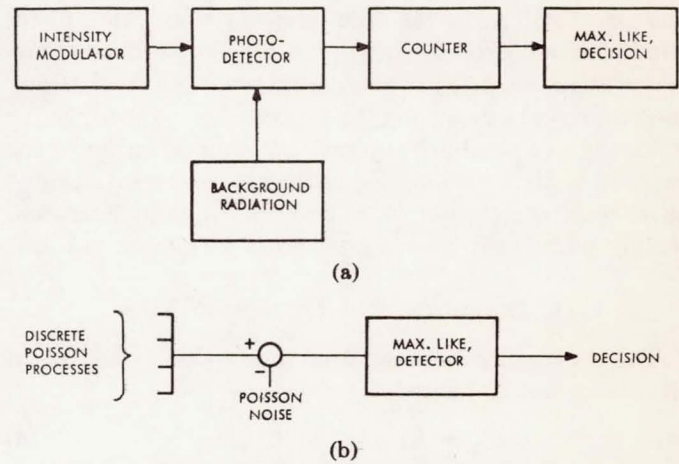 INTENSITY
MODULATOR
PHOTO-
DETECTOR
COUNTER
MAX. LIKE,
DECISION
BACKGROUND
RADIATION
(a)
DISCRETE
POISSON
PROCESSES
+
−
POISSON
NOISE
MAX. LIKE,
DETECTOR
DECISION
(b)